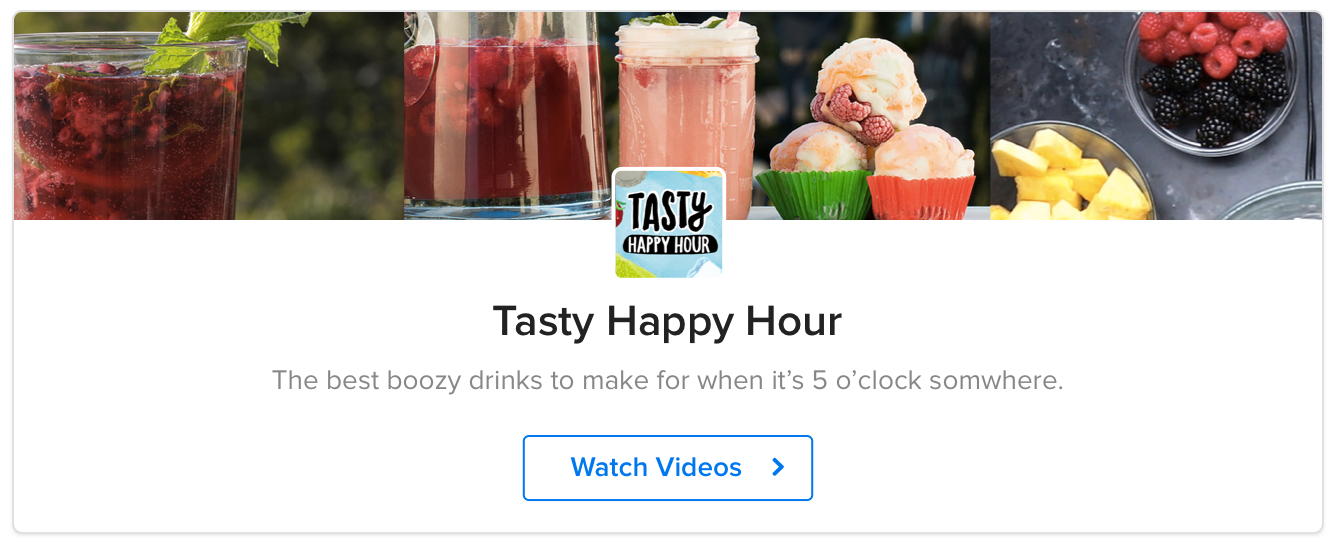 TASTY
HAPPY HOUR
Tasty Happy Hour
The best boozy drinks to make for when it’s 5 o’clock somwhere.
Watch Videos